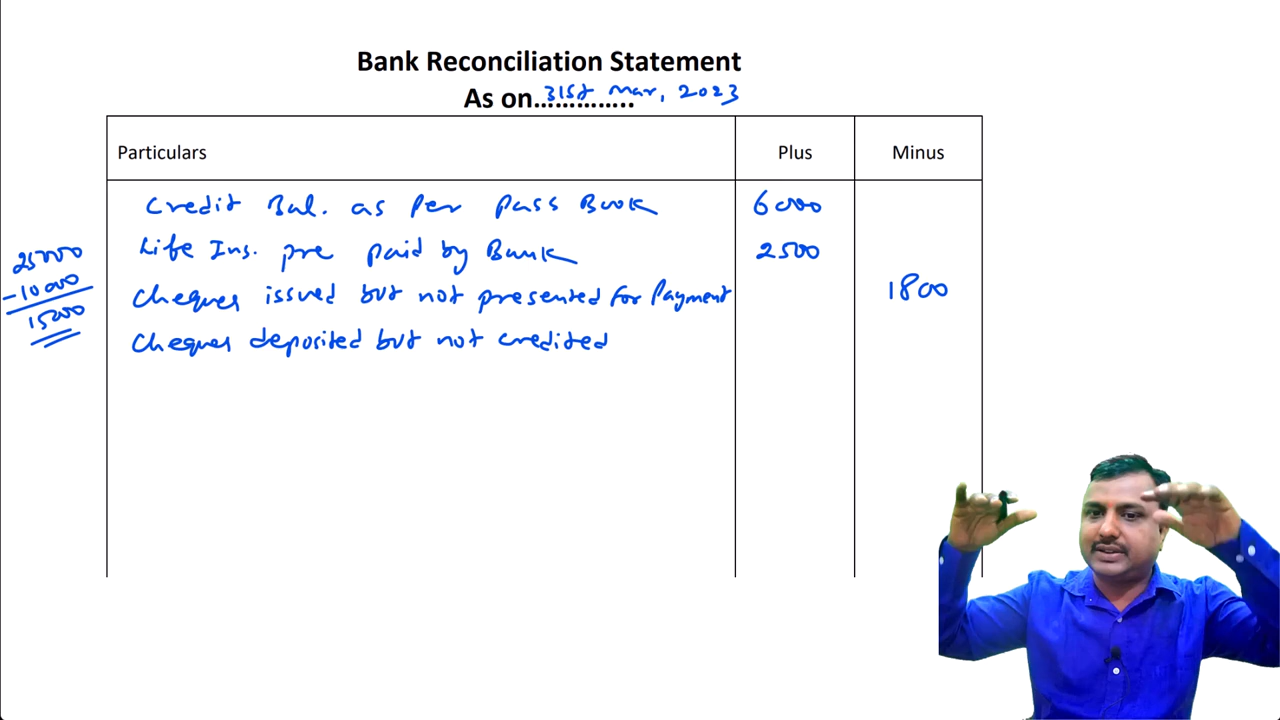 Bank Reconciliation Statement
As on............. 31st Mar, 2023
Particulars Plus Minus
Credit Bal. as per pass Book 6000
Life Ins. pre paid by Bank 2500
Cheques issued but not presented for Payment 1800
Cheques deposited but not credited
25000
-10000
15000